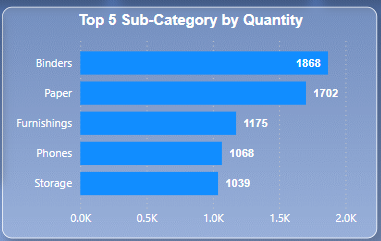 Top 5 Sub-Category by Quantity
Binders 1868
Paper 1702
Furnishings 1175
Phones 1068
Storage 1039
0.0K 0.5K 1.0K 1.5K 2.0K